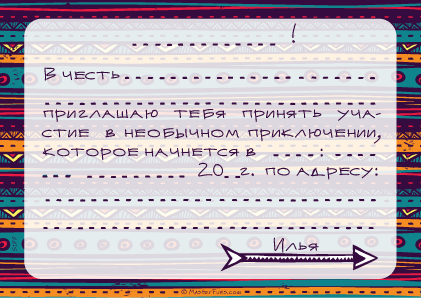 !
В ЧЕСТЬ
ПРИГЛАШАЮ ТЕБЯ ПРИНЯТЬ УЧА-
СТИЕ В НЕОБЫЧНОМ ПРИКЛЮЧЕНИИ,
КОТОРОЕ НАЧНЕТСЯ В :
20 г. ПО АДРЕСУ:
Илья
© MasterFuns.com